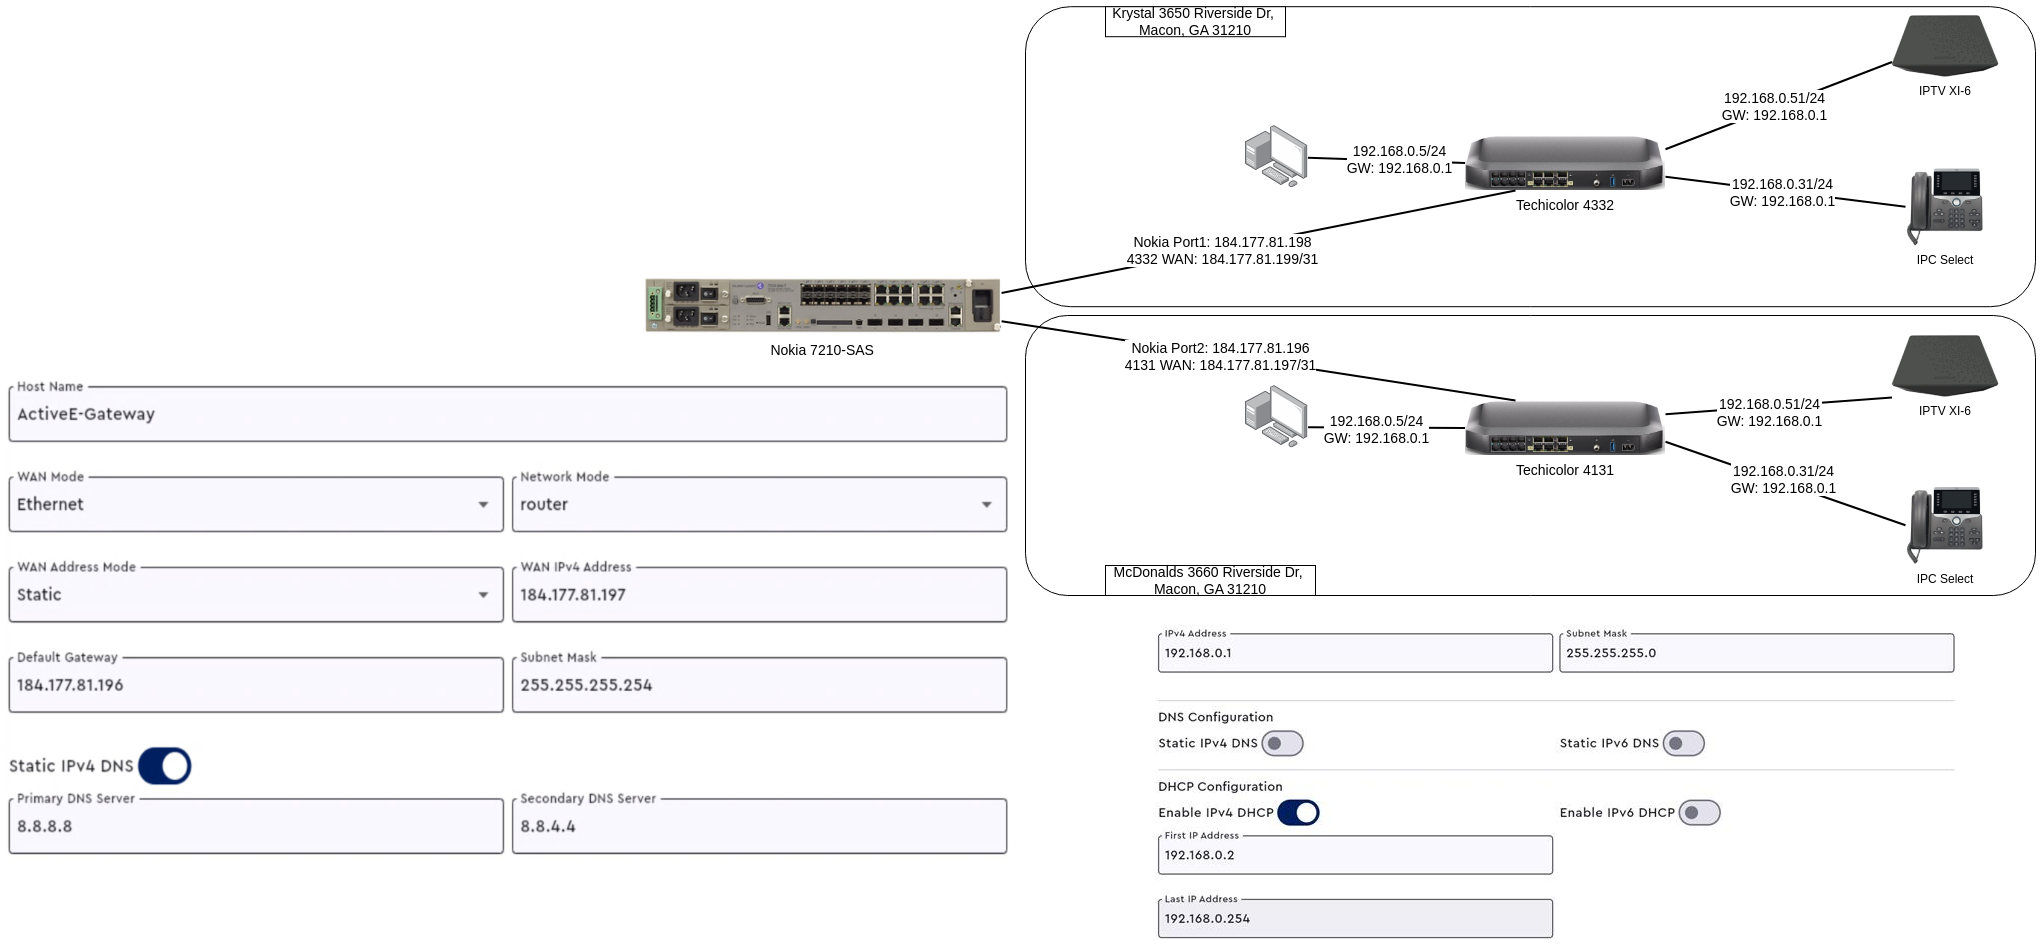 Krystal 3650 Riverside Dr,
Macon, GA 31210
IPTV XI-6
192.168.0.51/24
GW: 192.168.0.1
192.168.0.5/24
GW: 192.168.0.1
192.168.0.31/24
GW: 192.168.0.1
Techicolor 4332
IPC Select
Nokia Port1: 184.177.81.198
4332 WAN: 184.177.81.199/31
Nokia 7210-SAS
Nokia Port2: 184.177.81.196
4131 WAN: 184.177.81.197/31
IPTV XI-6
192.168.0.51/24
GW: 192.168.0.1
192.168.0.5/24
GW: 192.168.0.1
Techicolor 4131
192.168.0.31/24
GW: 192.168.0.1
IPC Select
McDonalds 3660 Riverside Dr,
Macon, GA 31210
Host Name
ActiveE-Gateway
WAN Mode
Ethernet
Network Mode
router
WAN Address Mode
Static
WAN IPv4 Address
184.177.81.197
Default Gateway
184.177.81.196
Subnet Mask
255.255.255.254
Static IPv4 DNS
Primary DNS Server
8.8.8.8
Secondary DNS Server
8.8.4.4
IPv4 Address
192.168.0.1
Subnet Mask
255.255.255.0
DNS Configuration
Static IPv4 DNS
Static IPv6 DNS
DHCP Configuration
Enable IPv4 DHCP
Enable IPv6 DHCP
First IP Address
192.168.0.2
Last IP Address
192.168.0.254